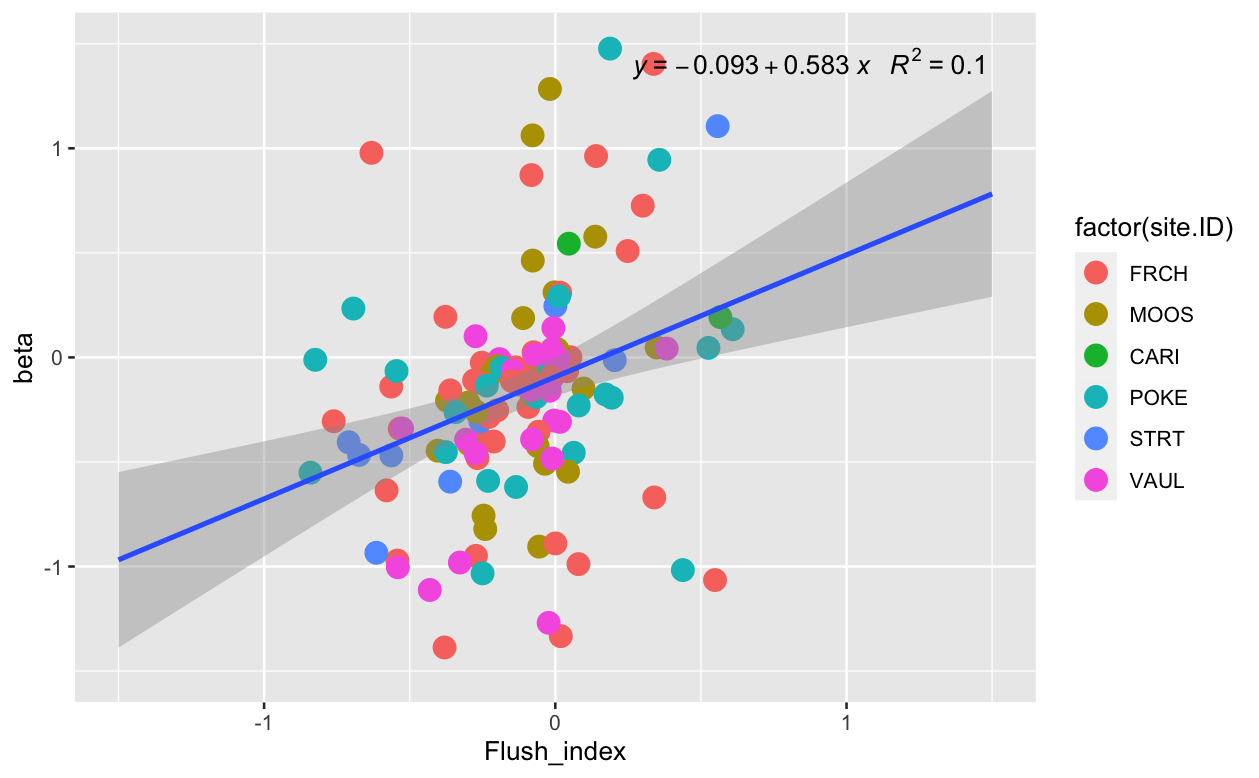 y = − 0.093 + 0.583 x R² = 0.1
1
0
-1
beta
-1 0 1
Flush_index
factor(site.ID)
FRCH
MOOS
CARI
POKE
STRT
VAUL